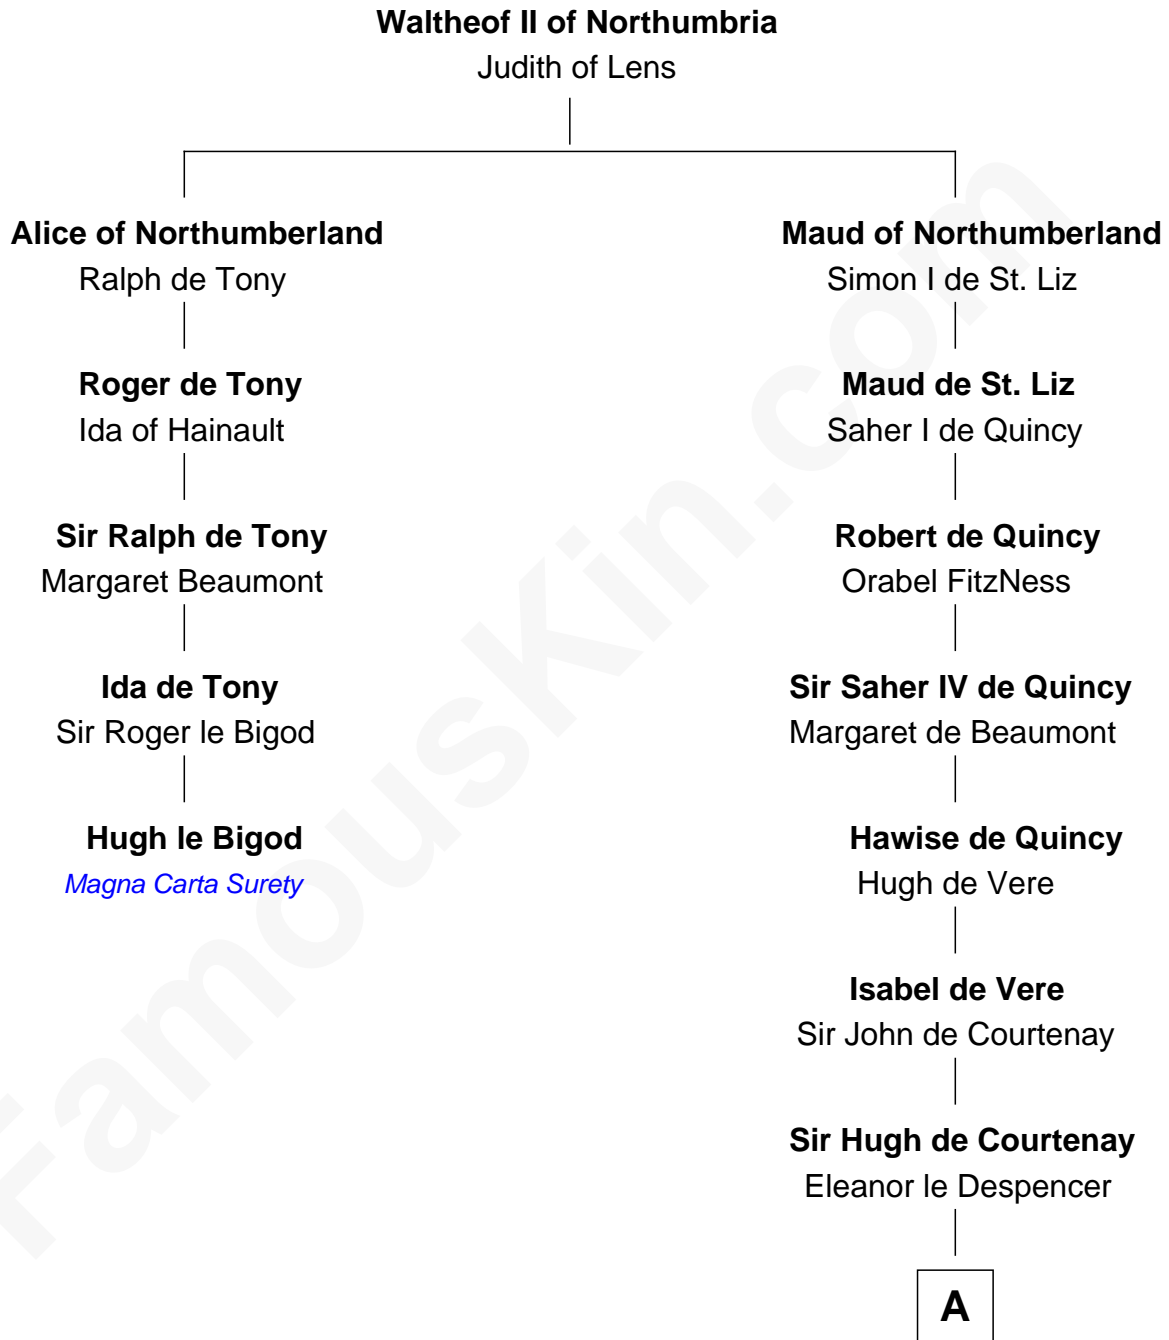 Waltheof II of Northumbria
Judith of Lens
Alice of Northumberland
Ralph de Tony
Maud of Northumberland
Simon I de St. Liz
Roger de Tony
Ida of Hainault
Maud de St. Liz
Saher I de Quincy
Sir Ralph de Tony
Margaret Beaumont
Robert de Quincy
Orabel FitzNess
Ida de Tony
Sir Roger le Bigod
Sir Saher IV de Quincy
Margaret de Beaumont
Hugh le Bigod
Magna Carta Surety
Hawise de Quincy
Hugh de Vere
Isabel de Vere
Sir John de Courtenay
Sir Hugh de Courtenay
Eleanor le Despencer
A
FamousKin.com